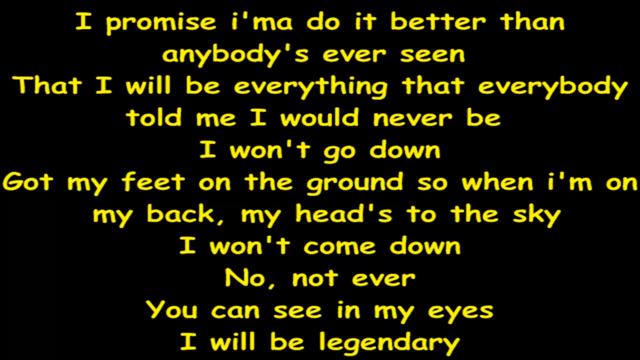 I promise i'ma do it better than
anybody's ever seen
That I will be everything that everybody
told me I would never be
I won't go down
Got my feet on the ground so when i'm on
my back, my head's to the sky
I won't come down
No, not ever
You can see in my eyes
I will be legendary